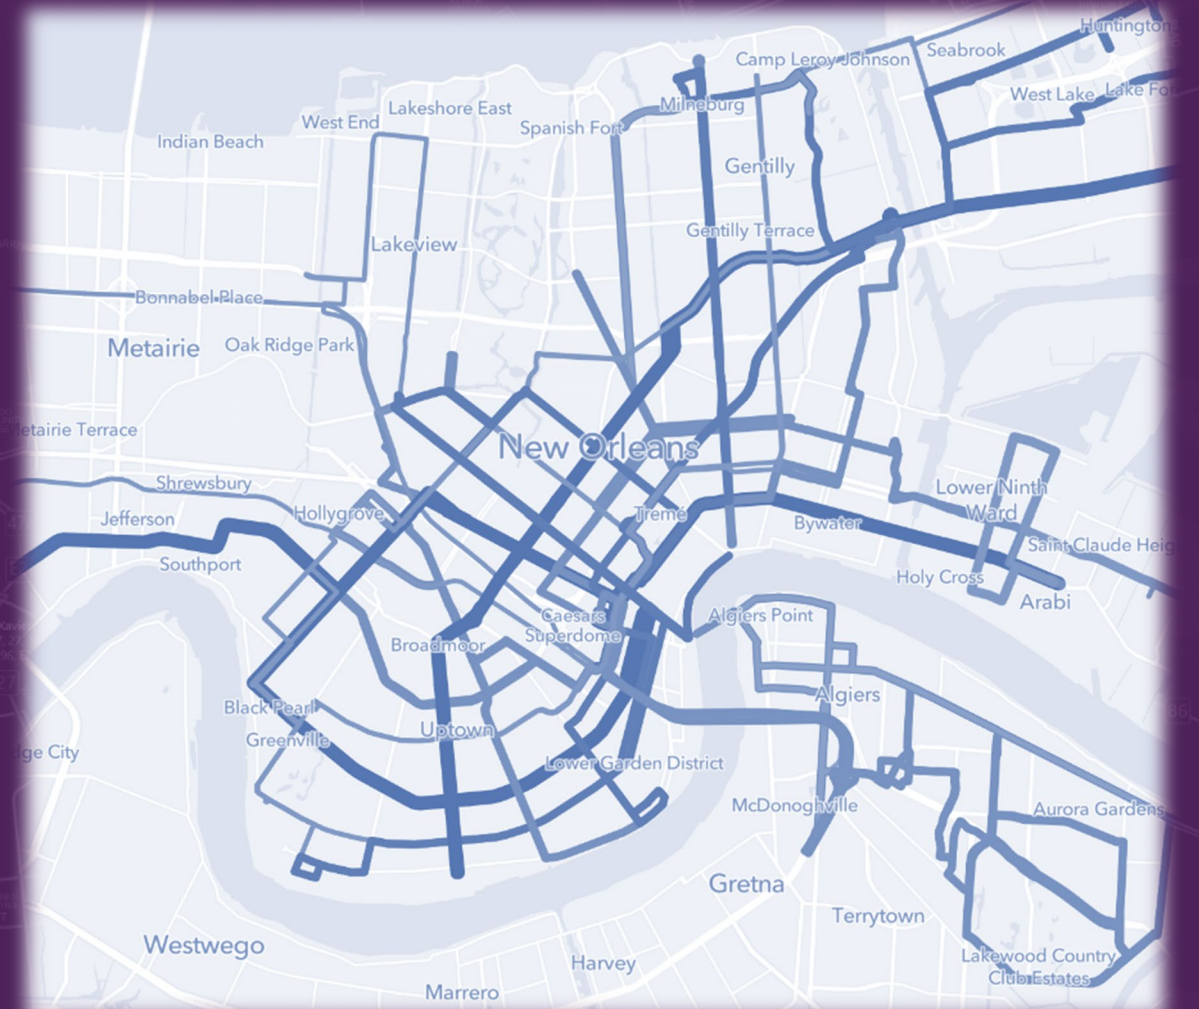 Huntington
Camp Leroy Johnson
Seabrook
West Lake
Lake For
Lakeshore East
Milneburg
West End
Spanish Fort
Indian Beach
Gentilly
Gentilly Terrace
Lakeview
Bonnabel Place
Metairie
Oak Ridge Park
Metairie Terrace
New Orleans
Shrewsbury
Lower Ninth
Ward
Hollygrove
Tremé
Jefferson
Bywater
Saint Claude Heig
Southport
Holy Cross
Arabi
Caesars
Superdome
Algiers Point
Broadmoor
Algiers
Black Pearl
Greenville
Uptown
dge City
Lower Garden District
McDonoghville
Aurora Gardens
Gretna
Terrytown
Westwego
Harvey
Lakewood Country
Club Estates
Marrero